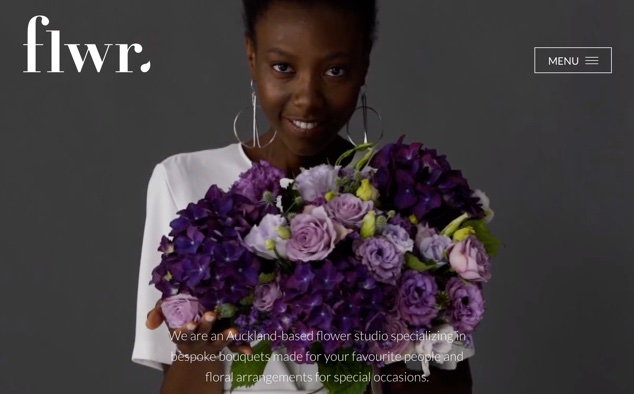 flwr.
MENU
We are an Auckland-based flower studio specializing in
bespoke bouquets made for your favourite people and
floral arrangements for special occasions.